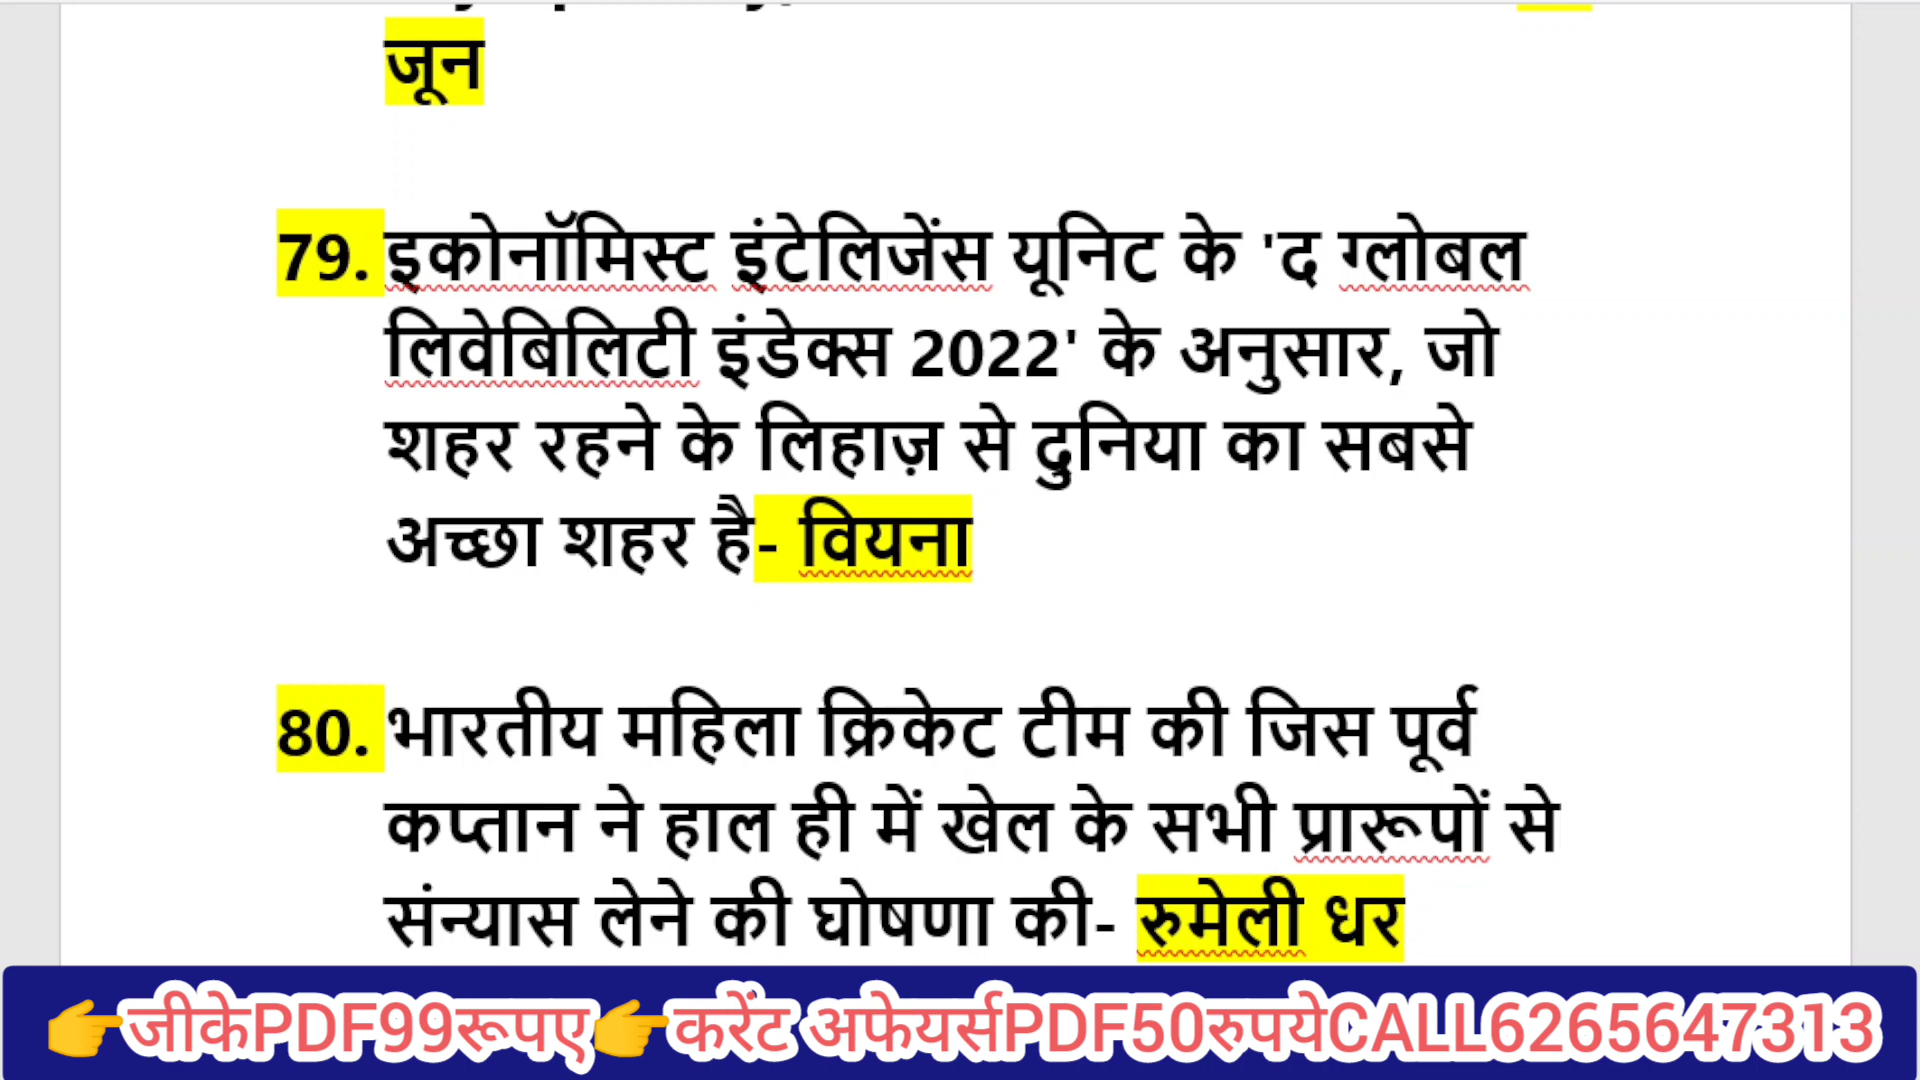 जून
79. इकोनॉमिस्ट इंटेलिजेंस यूनिट के 'द ग्लोबल
लिवेबिलिटी इंडेक्स 2022' के अनुसार, जो
शहर रहने के लिहाज़ से दुनिया का सबसे
अच्छा शहर है- वियना
80. भारतीय महिला क्रिकेट टीम की जिस पूर्व
कप्तान ने हाल ही में खेल के सभी प्रारूपों से
संन्यास लेने की घोषणा की- रुमेली धर
👉जीकेPDF99रूपए👉करेंट अफेयर्सPDF50रुपयेCALL6265647313